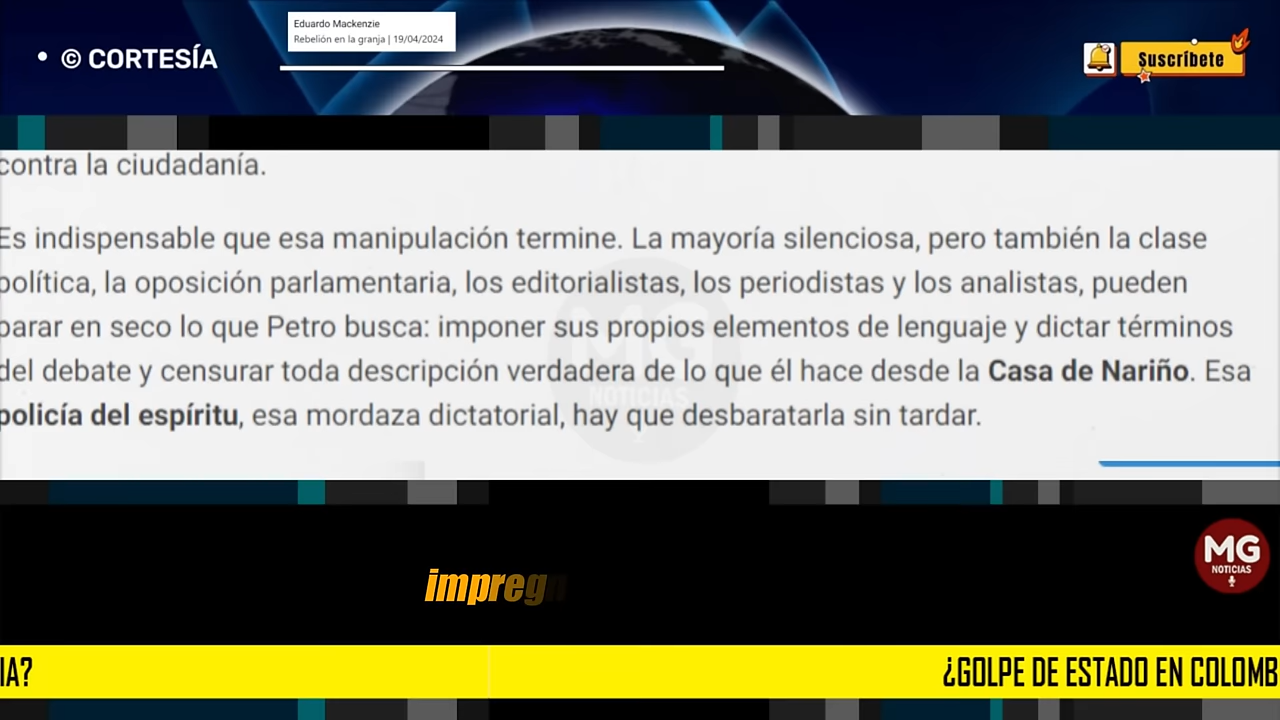 Eduardo Mackenzie
Rebelión en la granja | 19/04/2024
• © CORTESÍA
Suscríbete
contra la ciudadanía.
Es indispensable que esa manipulación termine. La mayoría silenciosa, pero también la clase
política, la oposición parlamentaria, los editorialistas, los periodistas y los analistas, pueden
parar en seco lo que Petro busca: imponer sus propios elementos de lenguaje y dictar términos
del debate y censurar toda descripción verdadera de lo que él hace desde la Casa de Nariño. Esa
policía del espíritu, esa mordaza dictatorial, hay que desbaratarla sin tardar.
MG
NOTICIAS
MG
NOTICIAS
impreg
IA?
¿GOLPE DE ESTADO EN COLOMB